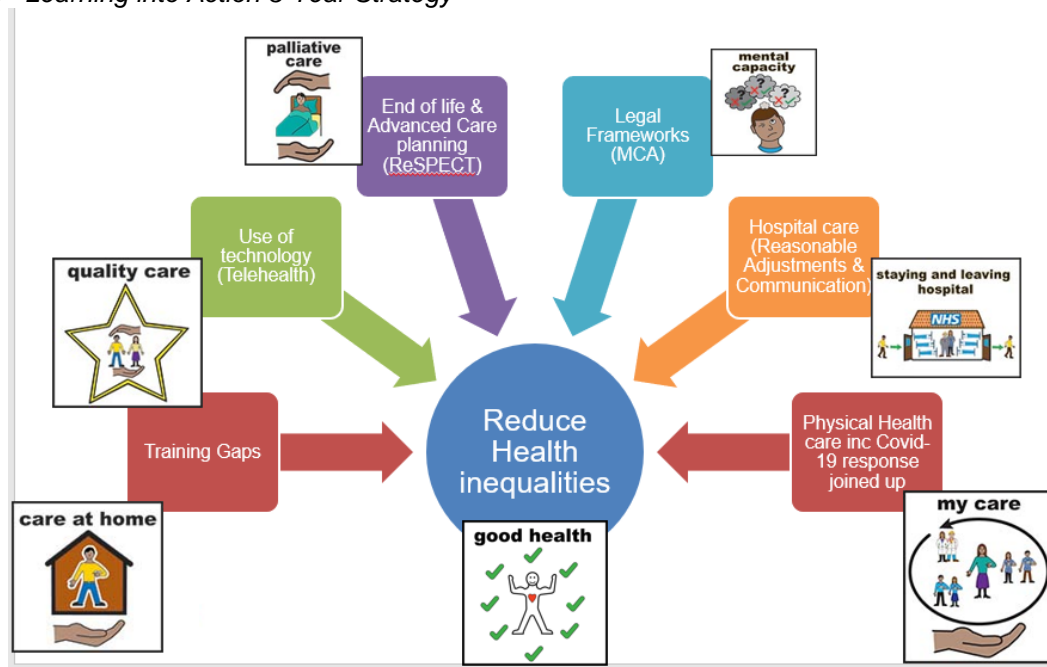 Learning into Action 3 Year Strategy
palliative
care
End of life &
Advanced Care
planning
(ReSPECT)
Legal
Frameworks
(MCA)
mental
capacity
? ? ?
Use of
technology
(Telehealth)
Hospital care
(Reasonable
Adjustments &
Communication)
quality care
staying and leaving
hospital
NHS
Training Gaps
Reduce
Health
inequalities
Physical Health
care inc Covid-
19 response
joined up
care at home
good health
my care